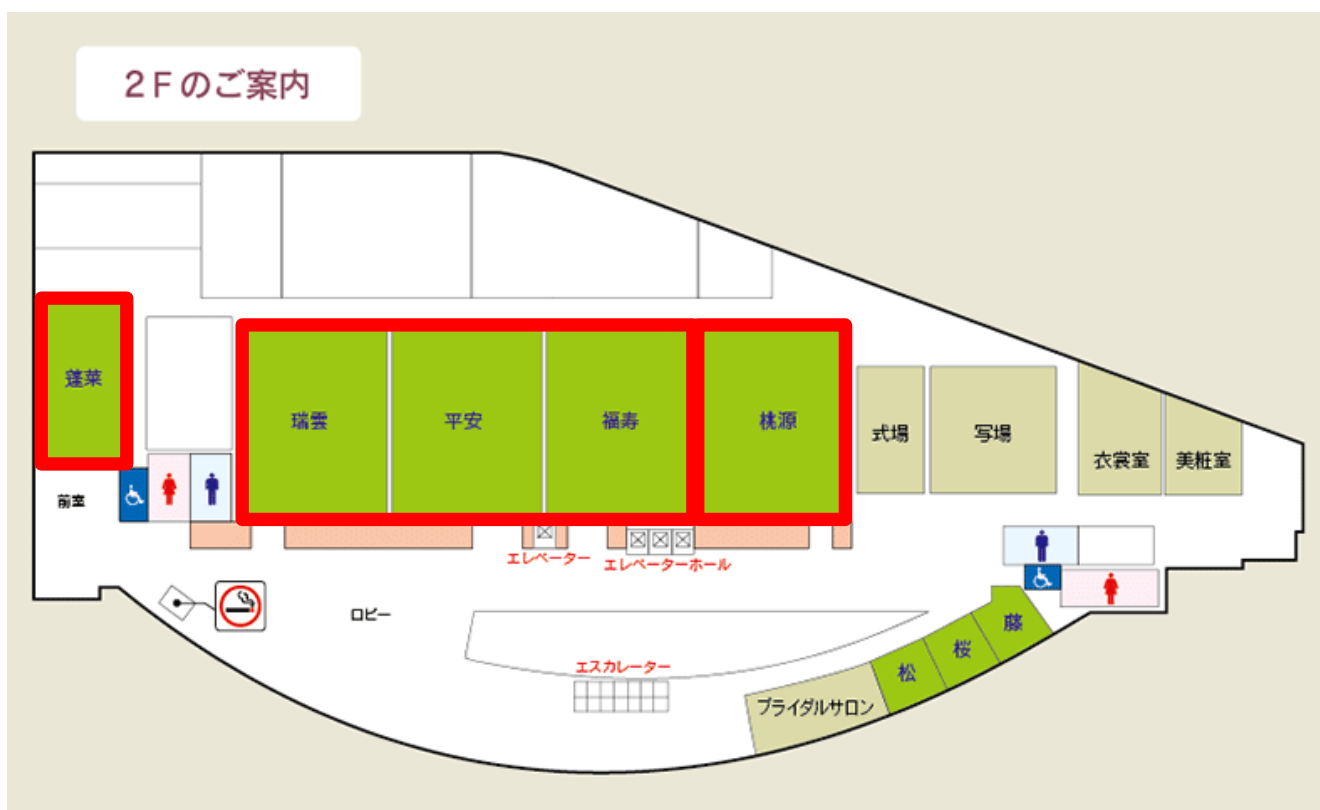 2Fのご案内
蓬莱
瑞雲
平安
福寿
桃源
式場
写場
衣裳室
美粧室
前室
エレベーター
エレベーターホール
ロビー
エスカレーター
藤
桜
松
ブライダルサロン